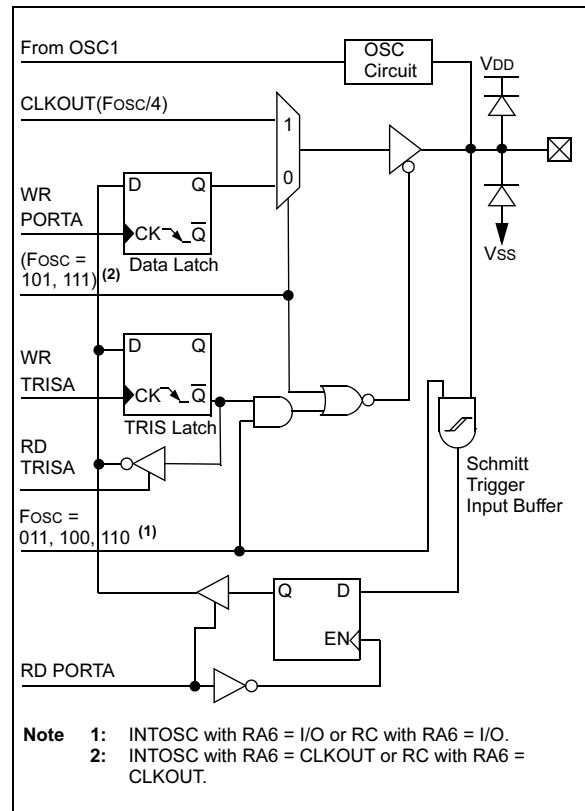 From OSC1
OSC
Circuit
VDD
CLKOUT(FOSC/4)
1
0
D
Q
WR
PORTA
CK
Q
VSS
Data Latch
(FOSC =
101, 111) (2)
D
Q
WR
TRISA
CK
Q
TRIS Latch
RD
TRISA
Schmitt
Trigger
Input Buffer
FOSC =
011, 100, 110 (1)
Q
D
EN
RD PORTA
Note 1: INTOSC with RA6 = I/O or RC with RA6 = I/O.
2: INTOSC with RA6 = CLKOUT or RC with RA6 =
CLKOUT.